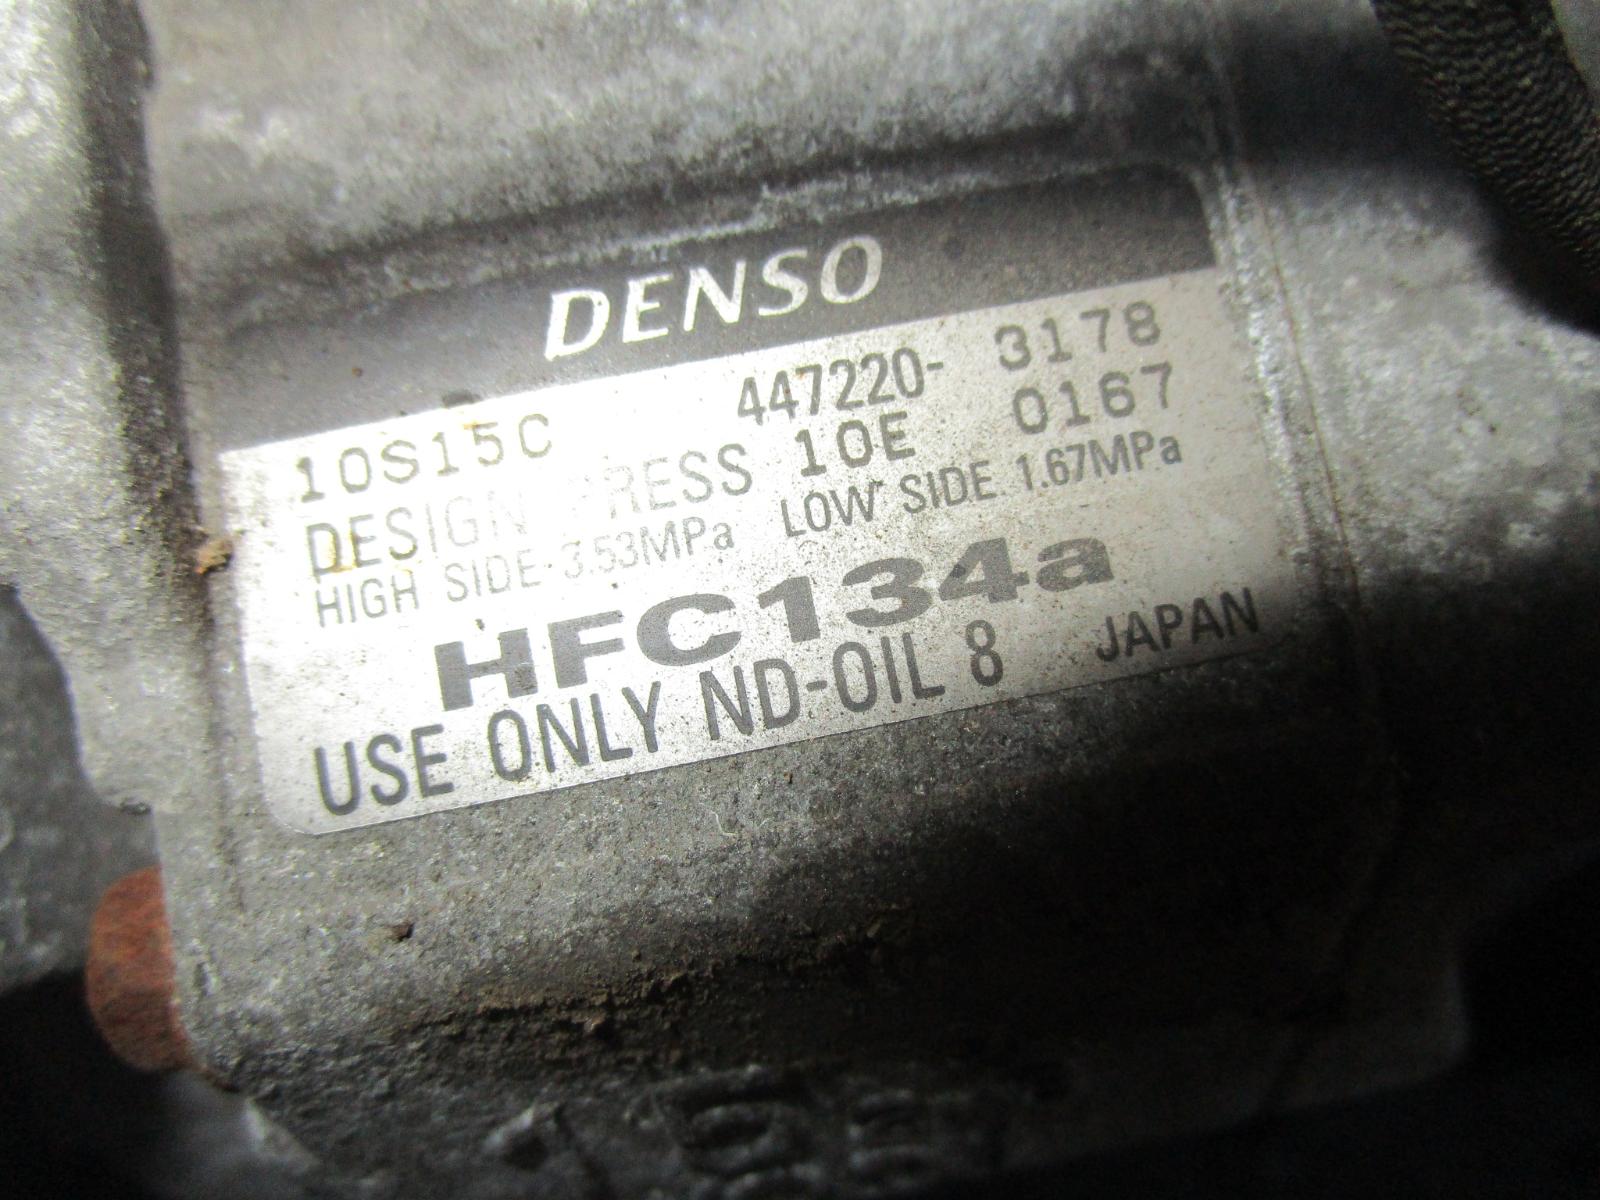 DENSO
10S15C 447220- 3178
DESIGN PRESS 10E 0167
HIGH SIDE 3.53MPa LOW SIDE 1.67MPa
HFC134a
USE ONLY ND-OIL 8 JAPAN